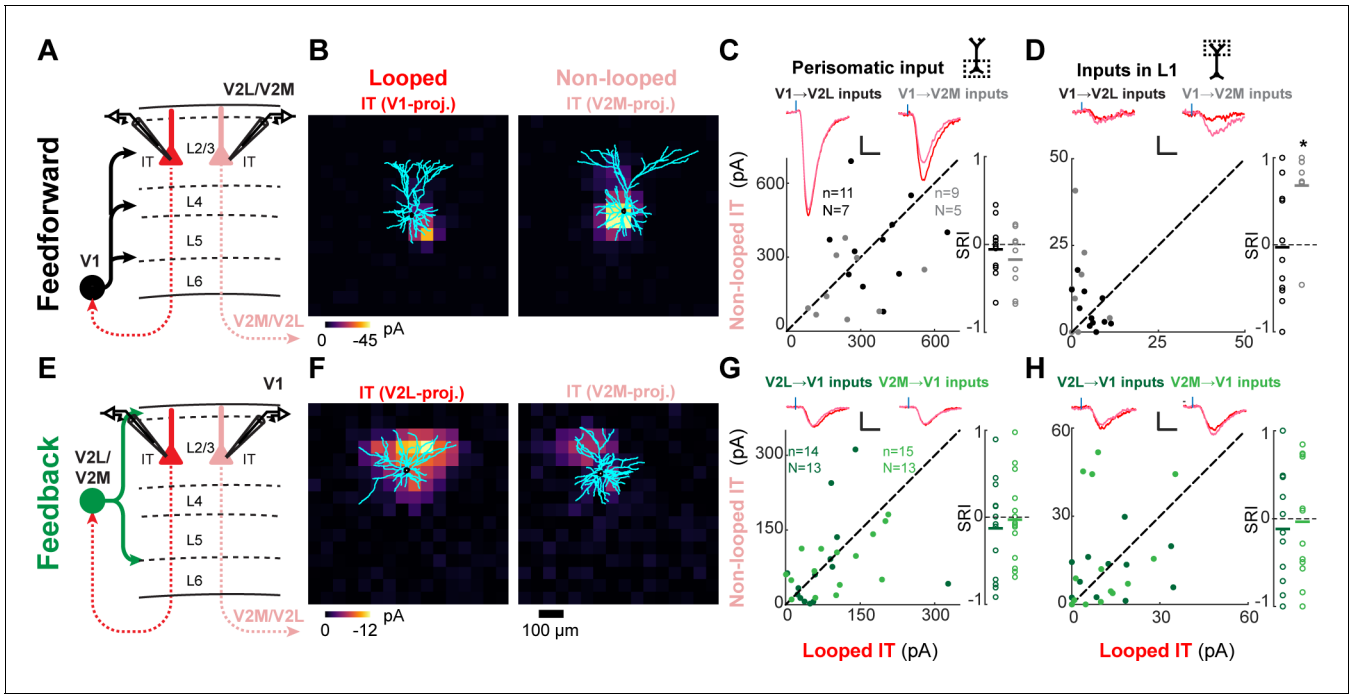 A
V2L/V2M
Feedforward
IT
L2/3
IT
L4
L5
L6
V1
V2M/V2L
B
Looped
Non-looped
IT (V1-proj.)
IT (V2M-proj.)
pA
0
-45
C
Perisomatic input
V1→V2L inputs
V1→V2M inputs
Non-looped IT (pA)
600
300
0
0
300
600
n=11
N=7
n=9
N=5
SRI
1
0
-1
D
Inputs in L1
V1→V2L inputs
V1→V2M inputs
50
25
0
0
25
50
SRI
*
1
0
-1
E
V1
Feedback
V2L/
V2M
IT
L2/3
IT
L4
L5
L6
V2M/V2L
F
IT (V2L-proj.)
IT (V2M-proj.)
pA
0
-12
100 µm
G
V2L→V1 inputs
V2M→V1 inputs
Non-looped IT (pA)
300
150
0
0
150
300
n=14
N=13
n=15
N=13
SRI
1
0
-1
Looped IT (pA)
H
V2L→V1 inputs
V2M→V1 inputs
60
30
0
0
30
60
SRI
1
0
-1
Looped IT (pA)